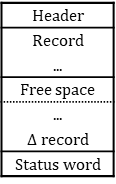 Header
Record
...
Free space
...
Δ record
Status word